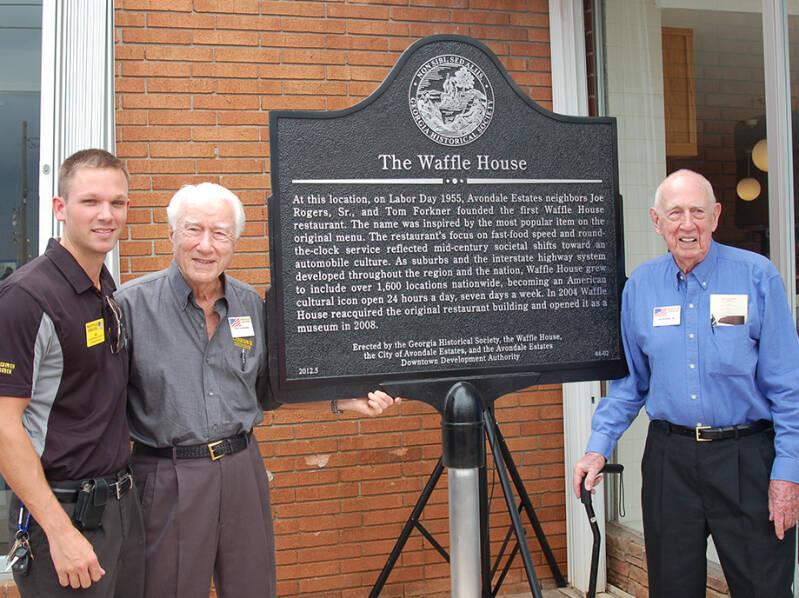 NON SIBI, SED ALIIS
GEORGIA HISTORICAL SOCIETY
The Waffle House
At this location, on Labor Day 1955, Avondale Estates neighbors Joe
Rogers, Sr., and Tom Forkner founded the first Waffle House
restaurant. The name was inspired by the most popular item on the
original menu. The restaurant's focus on fast-food speed and round-
the-clock service reflected mid-century societal shifts toward an
automobile culture. As suburbs and the interstate highway system
developed throughout the region and the nation, Waffle House grew
to include over 1,600 locations nationwide, becoming an American
cultural icon open 24 hours a day, seven days a week. In 2004 Waffle
House reacquired the original restaurant building and opened it as a
museum in 2008.
Erected by the Georgia Historical Society, the Waffle House,
the City of Avondale Estates, and the Avondale Estates
Downtown Development Authority
2012.5
44-02